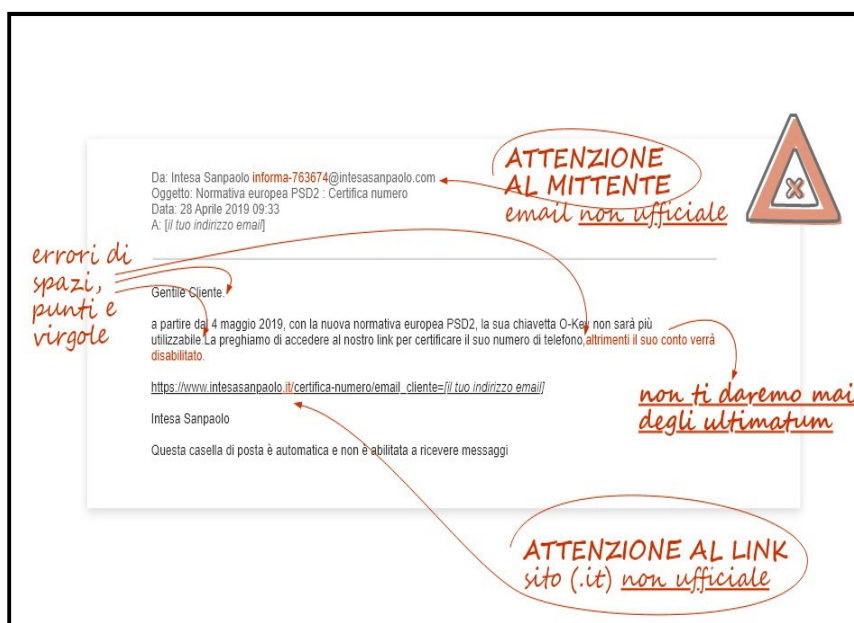 ATTENZIONE
AL MITTENTE
email non ufficiale
Da: Intesa Sanpaolo informa-763674@intesasanpaolo.com
Oggetto: Normativa europea PSD2 : Certifica numero
Data: 28 Aprile 2019 09:33
A: [il tuo indirizzo email]
errori di
spazi,
punti e
virgole
Gentile Cliente.
a partire dal 4 maggio 2019, con la nuova normativa europea PSD2, la sua chiavetta O-Key non sarà più
utilizzabile.La preghiamo di accedere al nostro link per certificare il suo numero di telefono,altrimenti il suo conto verrà
disabilitato.
non ti daremo mai
degli ultimatum
https://www.intesasanpaolo.it/certifica-numero/email_cliente=[il tuo indirizzo email]
Intesa Sanpaolo
Questa casella di posta è automatica e non è abilitata a ricevere messaggi
ATTENZIONE AL LINK
sito (.it) non ufficiale